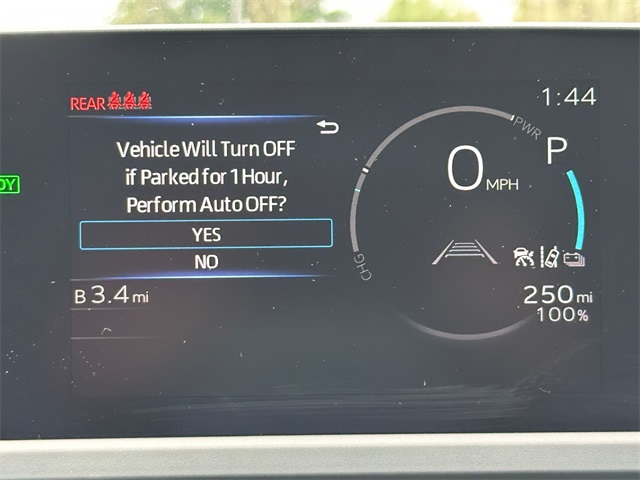 REAR
1:44
Vehicle Will Turn OFF
if Parked for 1 Hour,
Perform Auto OFF?
YES
NO
B 3.4 mi
PWR
P
0 MPH
CHG
250 mi
100%